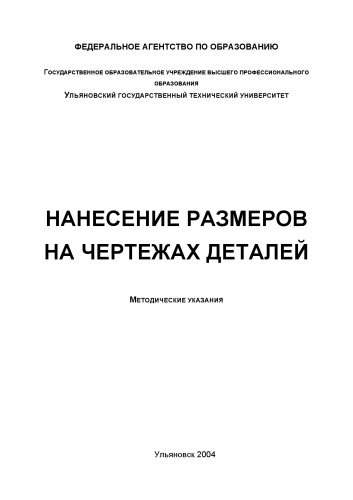 ФЕДЕРАЛЬНОЕ АГЕНТСТВО ПО ОБРАЗОВАНИЮ
ГОСУДАРСТВЕННОЕ ОБРАЗОВАТЕЛЬНОЕ УЧРЕЖДЕНИЕ ВЫСШЕГО ПРОФЕССИОНАЛЬНОГО
ОБРАЗОВАНИЯ
УЛЬЯНОВСКИЙ ГОСУДАРСТВЕННЫЙ ТЕХНИЧЕСКИЙ УНИВЕРСИТЕТ
НАНЕСЕНИЕ РАЗМЕРОВ
НА ЧЕРТЕЖАХ ДЕТАЛЕЙ
МЕТОДИЧЕСКИЕ УКАЗАНИЯ
Ульяновск 2004